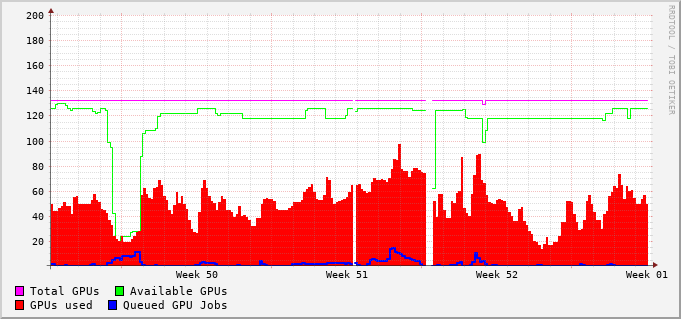 200
180
160
140
120
100
80
60
40
20
Week 50 Week 51 Week 52 Week 01
Total GPUs Available GPUs
GPUs used Queued GPU Jobs
RRDTOOL / TOBI OETIKER